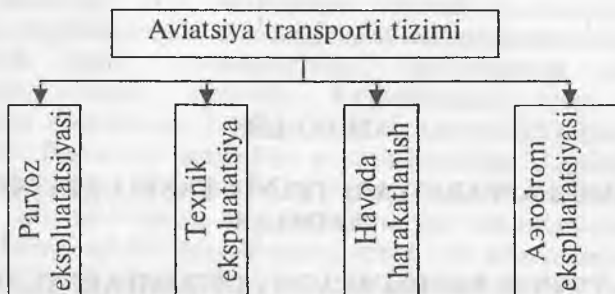 Aviatsiya transporti tizimi
Parvoz
ekspluatatsiyasi
Texnik
ekspluatatsiya
Havoda
harakatlanish
Aэrodrom
ekspluatatsiyasi